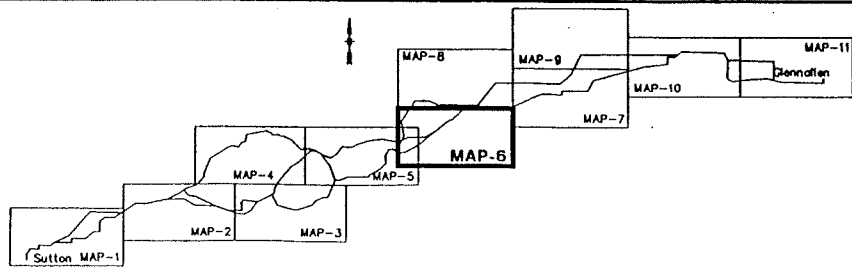 MAP-11
MAP-8
MAP-9
Glennallen
MAP-10
MAP-7
MAP-6
MAP-4
MAP-5
MAP-2
MAP-3
Sutton MAP-1